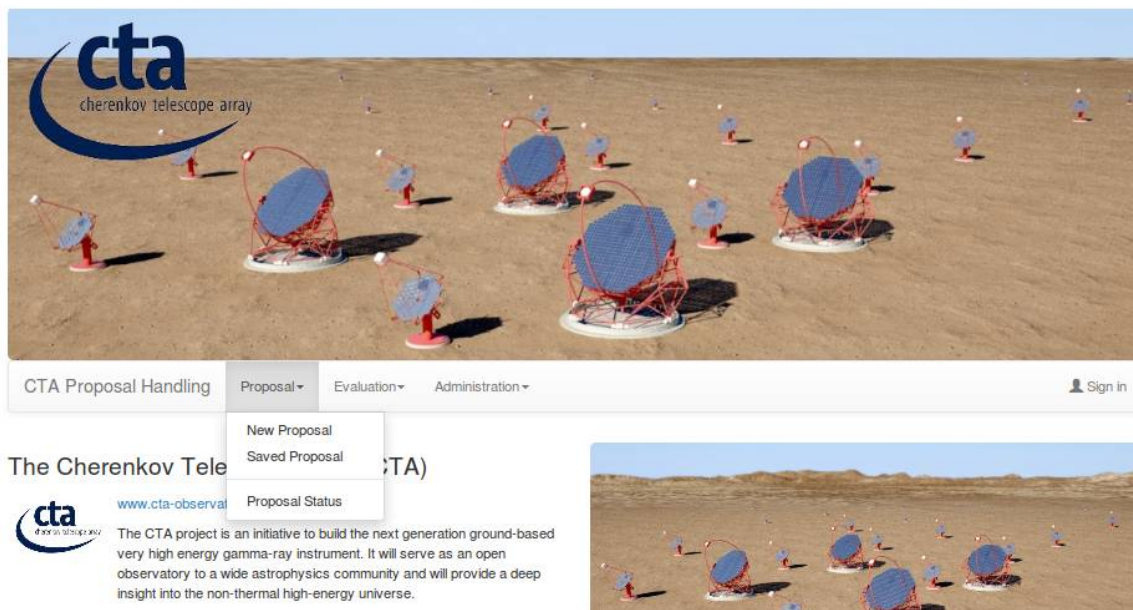 cta
cherenkov telescope array
CTA Proposal Handling
Proposal
Evaluation
Administration
Sign in
New Proposal
Saved Proposal
Proposal Status
The Cherenkov Tele CTA)
cta
www.cta-observat
The CTA project is an initiative to build the next generation ground-based
very high energy gamma-ray instrument. It will serve as an open
observatory to a wide astrophysics community and will provide a deep
insight into the non-thermal high-energy universe.